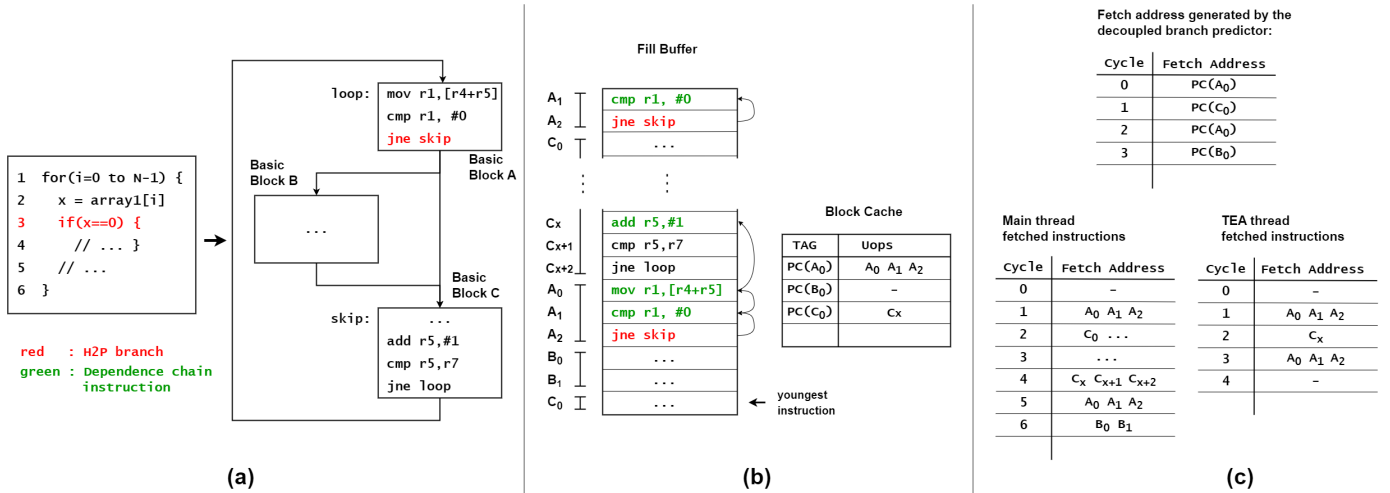 1 for(i=0 to N-1) {
2 x = array1[i]
3 if(x==0) {
4 // ... }
5 // ...
6 }
red : H2P branch
green : Dependence chain
instruction
loop:
mov r1,[r4+r5]
cmp r1, #0
jne skip
Basic
Block A
Basic
Block B
...
Basic
Block C
skip:
...
add r5,#1
cmp r5,r7
jne loop
(a)
Fill Buffer
A1 cmp r1, #0
A2 jne skip
C0 ...
Cx add r5,#1
Cx+1 cmp r5,r7
Cx+2 jne loop
A0 mov r1,[r4+r5]
A1 cmp r1, #0
A2 jne skip
B0 ...
B1 ...
C0 ...
youngest
instruction
Block Cache
TAG Uops
PC(A0) A0 A1 A2
PC(B0) –
PC(C0) Cx
(b)
Fetch address generated by the
decoupled branch predictor:
Cycle Fetch Address
0 PC(A0)
1 PC(C0)
2 PC(A0)
3 PC(B0)
Main thread
fetched instructions
Cycle Fetch Address
0 –
1 A0 A1 A2
2 C0 ...
3 ...
4 Cx Cx+1 Cx+2
5 A0 A1 A2
6 B0 B1
TEA thread
fetched instructions
Cycle Fetch Address
0 –
1 A0 A1 A2
2 Cx
3 A0 A1 A2
4 –
(c)